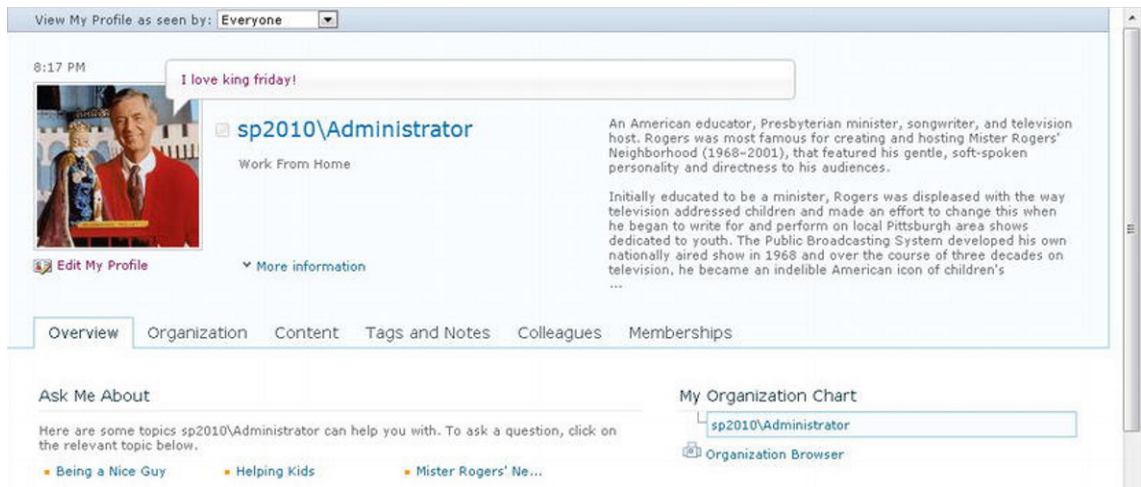 View My Profile as seen by: Everyone
8:17 PM
I love king friday!
sp2010\Administrator
Work From Home
Edit My Profile
More information
An American educator, Presbyterian minister, songwriter, and television
host. Rogers was most famous for creating and hosting Mister Rogers'
Neighborhood (1968–2001), that featured his gentle, soft-spoken
personality and directness to his audiences.
Initially educated to be a minister, Rogers was displeased with the way
television addressed children and made an effort to change this when
he began to write for and perform on local Pittsburgh area shows
dedicated to youth. The Public Broadcasting System developed his own
nationally aired show in 1968 and over the course of three decades on
television, he became an indelible American icon of children's
...
Overview Organization Content Tags and Notes Colleagues Memberships
Ask Me About
Here are some topics sp2010\Administrator can help you with. To ask a question, click on
the relevant topic below.
Being a Nice Guy Helping Kids Mister Rogers' Ne...
My Organization Chart
sp2010\Administrator
Organization Browser